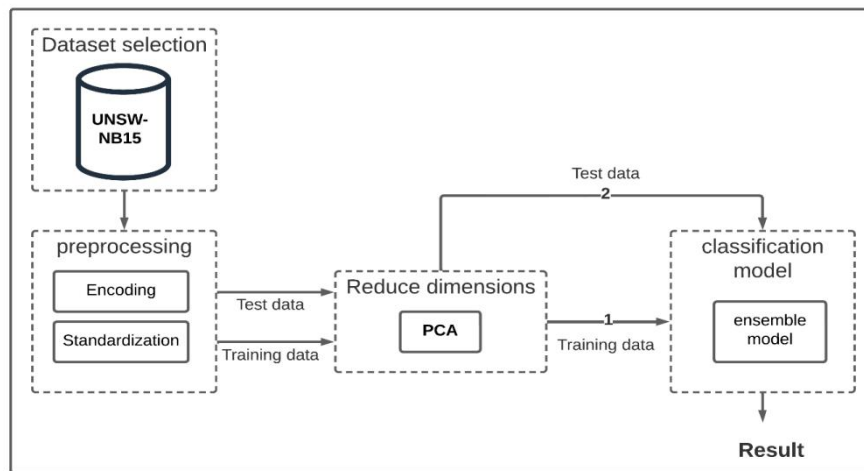 Dataset selection
UNSW-
NB15
preprocessing
Encoding
Standardization
Test data
Training data
Reduce dimensions
PCA
Test data
2
1
Training data
classification
model
ensemble
model
Result